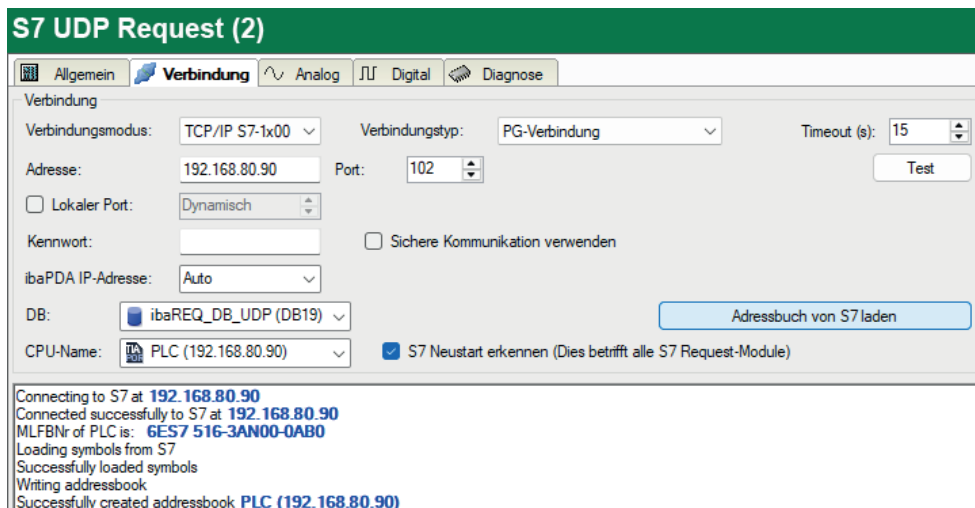 S7 UDP Request (2)
Allgemein Verbindung Analog Digital Diagnose
Verbindung
Verbindungsmodus: TCP/IP S7-1x00 Verbindungstyp: PG-Verbindung Timeout (s): 15
Adresse: 192.168.80.90 Port: 102 Test
Lokaler Port: Dynamisch
Kennwort: Sichere Kommunikation verwenden
ibaPDA IP-Adresse: Auto
DB: ibaREQ_DB_UDP (DB19) Adressbuch von S7 laden
CPU-Name: PLC (192.168.80.90) S7 Neustart erkennen (Dies betrifft alle S7 Request-Module)
Connecting to S7 at 192.168.80.90
Connected successfully to S7 at 192.168.80.90
MLFBNr of PLC is: 6ES7 516-3AN00-0AB0
Loading symbols from S7
Successfully loaded symbols
Writing addressbook
Successfully created addressbook PLC (192.168.80.90)